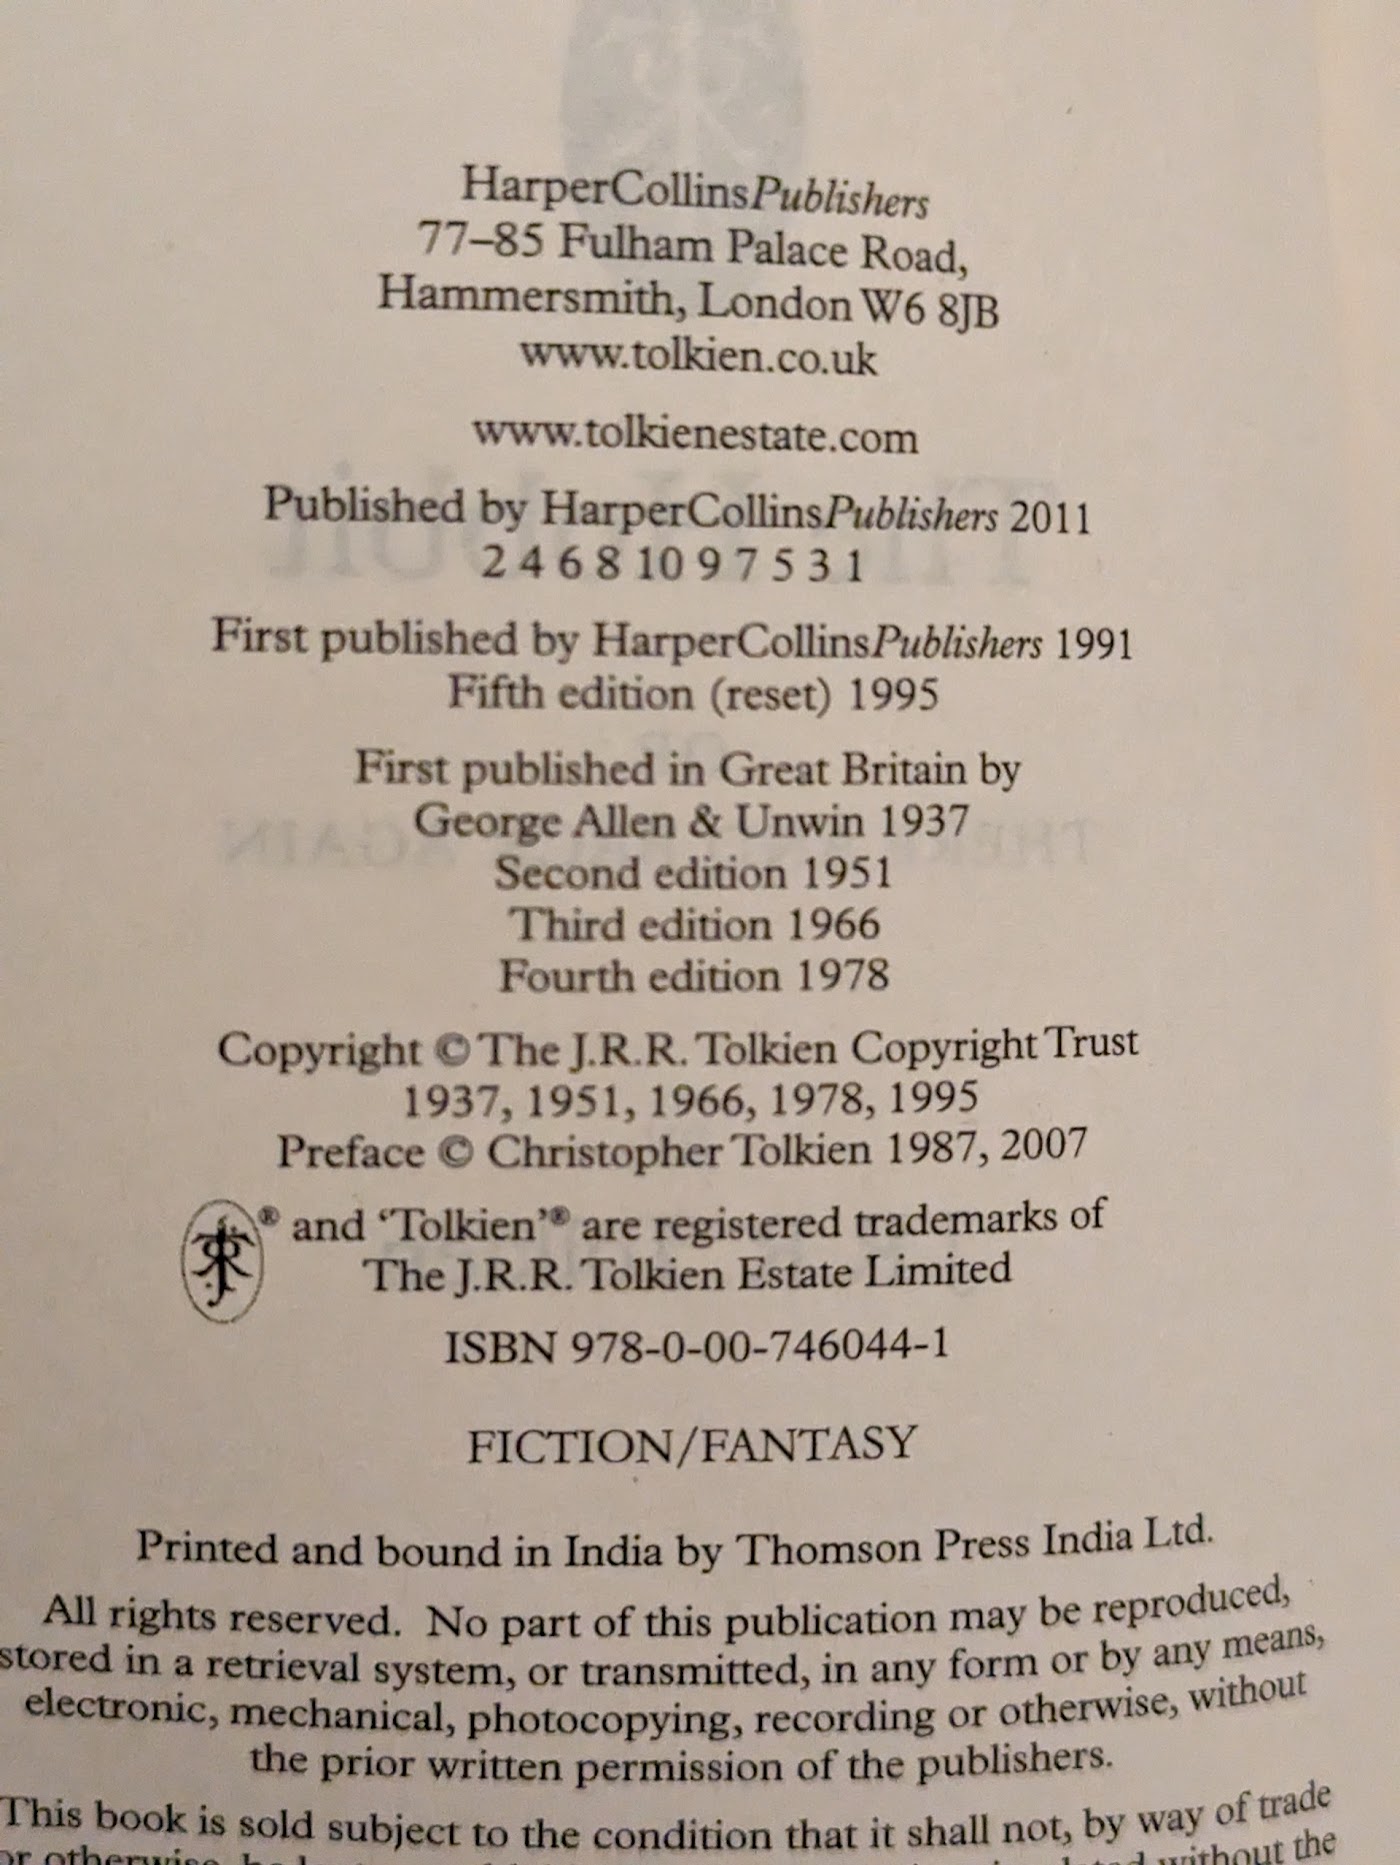 HarperCollinsPublishers
77–85 Fulham Palace Road,
Hammersmith, London W6 8JB
www.tolkien.co.uk
www.tolkienestate.com
Published by HarperCollinsPublishers 2011
2 4 6 8 10 9 7 5 3 1
First published by HarperCollinsPublishers 1991
Fifth edition (reset) 1995
First published in Great Britain by
George Allen & Unwin 1937
Second edition 1951
Third edition 1966
Fourth edition 1978
Copyright © The J.R.R. Tolkien Copyright Trust
1937, 1951, 1966, 1978, 1995
Preface © Christopher Tolkien 1987, 2007
® and ‘Tolkien’® are registered trademarks of
The J.R.R. Tolkien Estate Limited
ISBN 978-0-00-746044-1
FICTION/FANTASY
Printed and bound in India by Thomson Press India Ltd.
All rights reserved. No part of this publication may be reproduced,
stored in a retrieval system, or transmitted, in any form or by any means,
electronic, mechanical, photocopying, recording or otherwise, without
the prior written permission of the publishers.
This book is sold subject to the condition that it shall not, by way of trade
or otherwise, without the